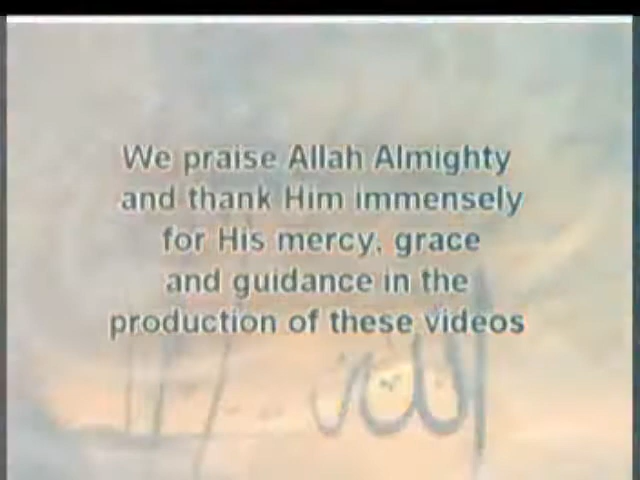 We praise Allah Almighty
and thank Him immensely
for His mercy, grace
and guidance in the
production of these videos
الله